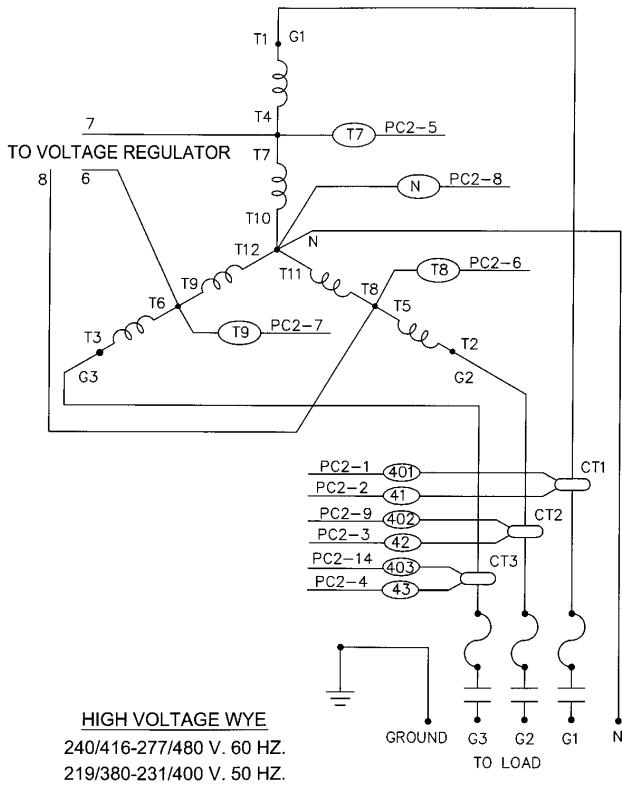 T1 G1
T4
7
T7 PC2-5
TO VOLTAGE REGULATOR
T7
8 6
N PC2-8
T10
T12 N
T11
T8 PC2-6
T9
T8
T6
T5
T9 PC2-7
T3
T2
G3
G2
PC2-1 401
CT1
PC2-2 41
PC2-9 402
CT2
PC2-3 42
PC2-14 403
CT3
PC2-4 43
HIGH VOLTAGE WYE
GROUND G3 G2 G1 N
240/416-277/480 V. 60 HZ.
TO LOAD
219/380-231/400 V. 50 HZ.